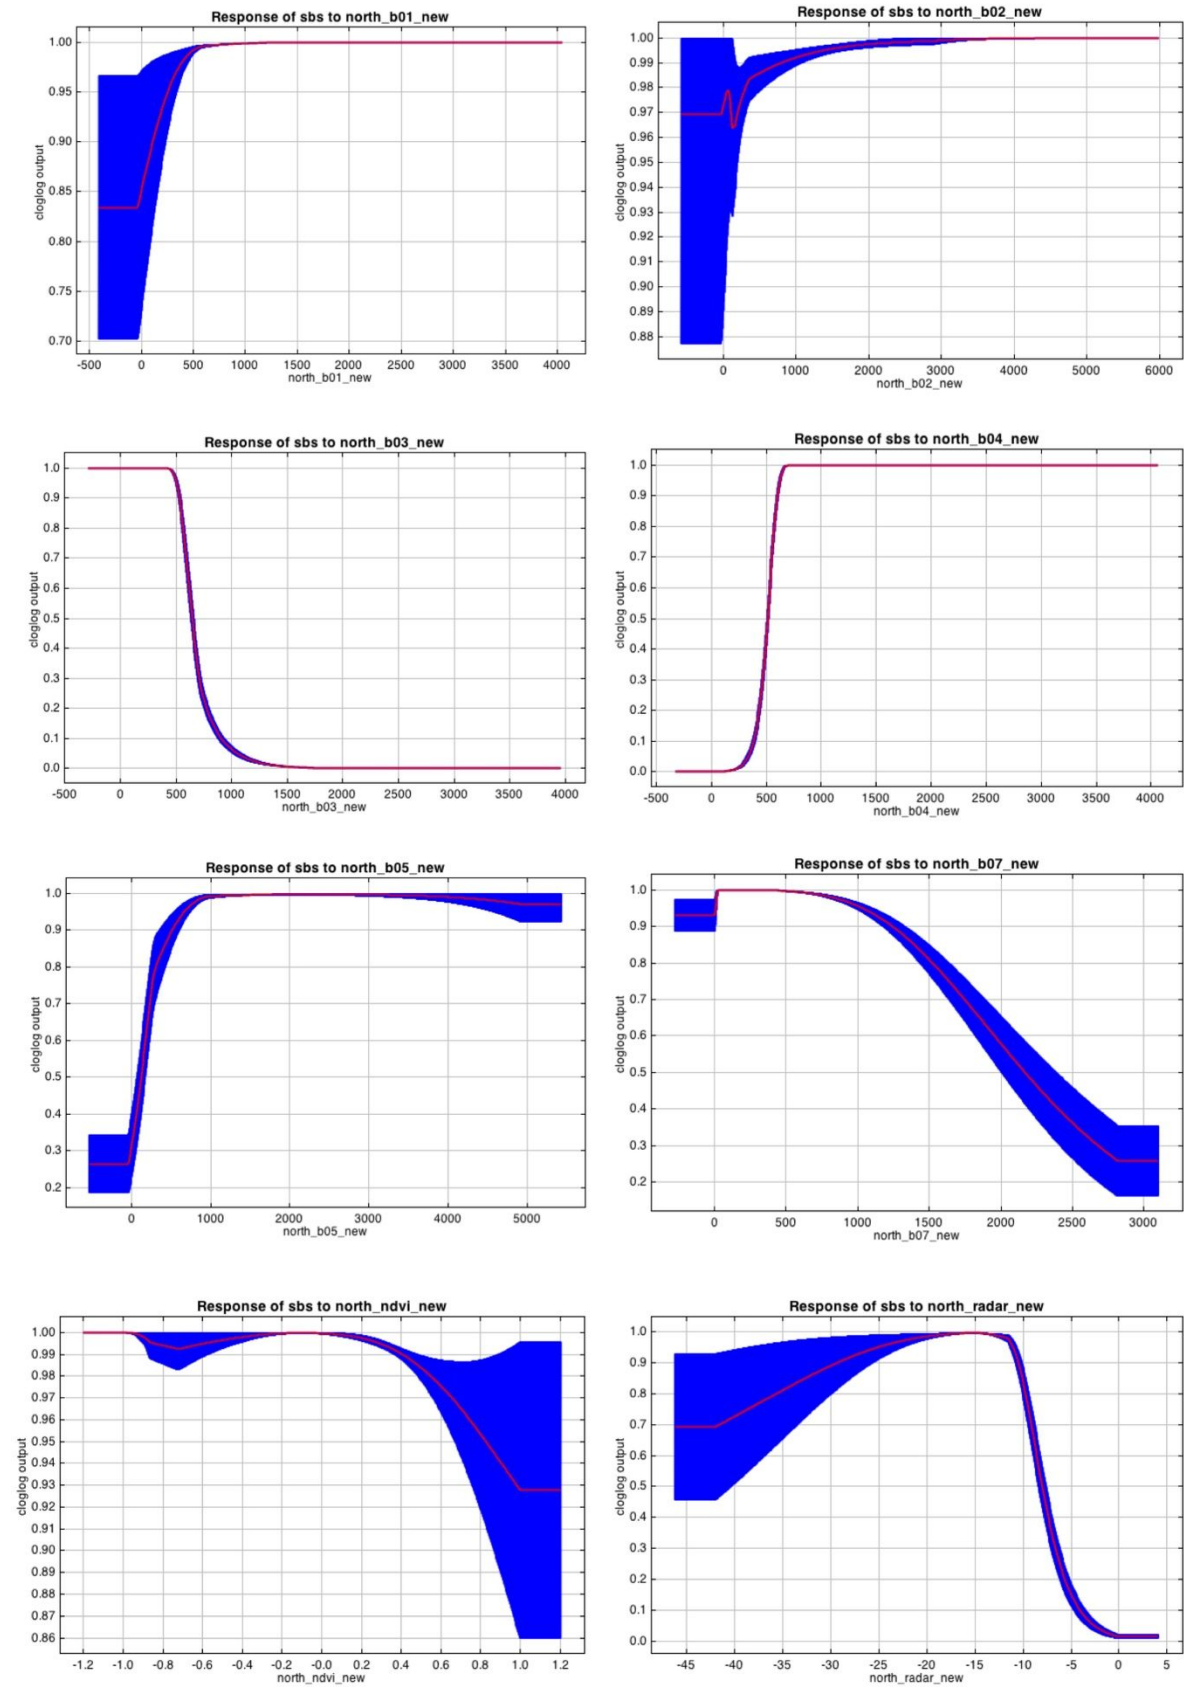 Response of sbs to north_b01_new
cloglog output
1.00
0.95
0.90
0.85
0.80
0.75
0.70
-500 0 500 1000 1500 2000 2500 3000 3500 4000
north_b01_new
Response of sbs to north_b02_new
cloglog output
1.00
0.99
0.98
0.97
0.96
0.95
0.94
0.93
0.92
0.91
0.90
0.89
0.88
0 1000 2000 3000 4000 5000 6000
north_b02_new
Response of sbs to north_b03_new
cloglog output
1.0
0.9
0.8
0.7
0.6
0.5
0.4
0.3
0.2
0.1
0.0
-500 0 500 1000 1500 2000 2500 3000 3500 4000
north_b03_new
Response of sbs to north_b04_new
cloglog output
1.0
0.9
0.8
0.7
0.6
0.5
0.4
0.3
0.2
0.1
0.0
-500 0 500 1000 1500 2000 2500 3000 3500 4000
north_b04_new
Response of sbs to north_b05_new
cloglog output
1.0
0.9
0.8
0.7
0.6
0.5
0.4
0.3
0.2
0 1000 2000 3000 4000 5000
north_b05_new
Response of sbs to north_b07_new
cloglog output
1.0
0.9
0.8
0.7
0.6
0.5
0.4
0.3
0.2
0 500 1000 1500 2000 2500 3000
north_b07_new
Response of sbs to north_ndvi_new
cloglog output
1.00
0.99
0.98
0.97
0.96
0.95
0.94
0.93
0.92
0.91
0.90
0.89
0.88
0.87
0.86
-1.2 -1.0 -0.8 -0.6 -0.4 -0.2 -0.0 0.2 0.4 0.6 0.8 1.0 1.2
north_ndvi_new
Response of sbs to north_radar_new
cloglog output
1.0
0.9
0.8
0.7
0.6
0.5
0.4
0.3
0.2
0.1
0.0
-45 -40 -35 -30 -25 -20 -15 -10 -5 0 5
north_radar_new